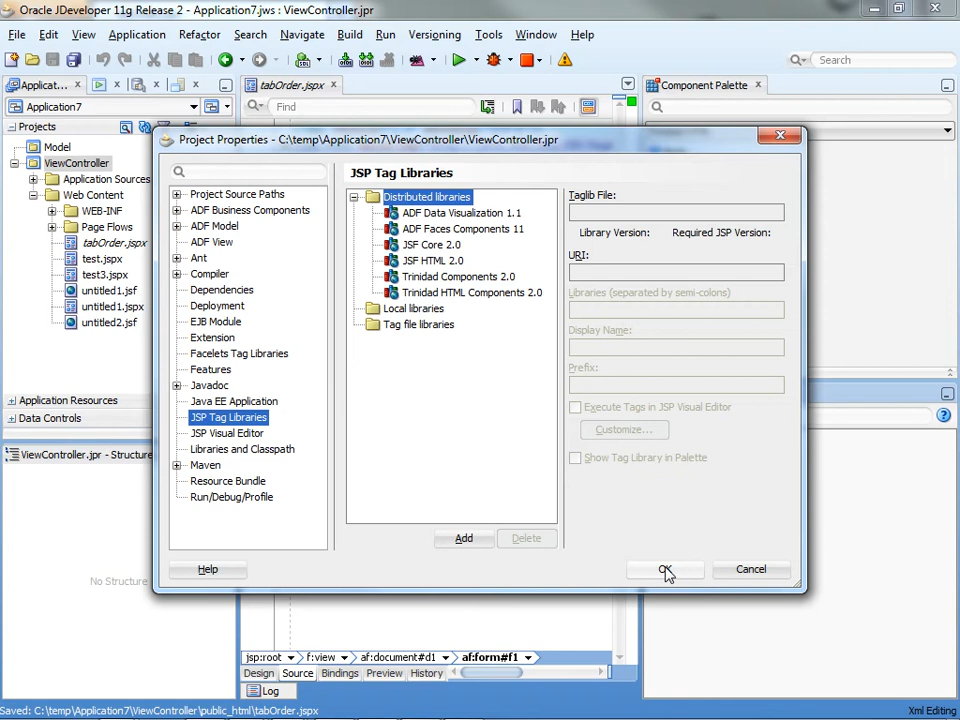 Oracle JDeveloper 11g Release 2 - Application7.jws : ViewController.jpr
File Edit View Application Refactor Search Navigate Build Run Versioning Tools Window Help
Search
Applicat...
tabOrder.jspx
Component Palette
Application7
Find
Projects
Model
ViewController
Application Sources
Web Content
WEB-INF
Page Flows
tabOrder.jspx
test.jspx
test3.jspx
untitled1.jsf
untitled1.jspx
untitled2.jsf
Application Resources
Data Controls
ViewController.jpr - Structure
No Structure
Project Properties - C:\temp\Application7\ViewController\ViewController.jpr
Project Source Paths
ADF Business Components
ADF Model
ADF View
Ant
Compiler
Dependencies
Deployment
EJB Module
Extension
Facelets Tag Libraries
Features
Javadoc
Java EE Application
JSP Tag Libraries
JSP Visual Editor
Libraries and Classpath
Maven
Resource Bundle
Run/Debug/Profile
JSP Tag Libraries
Distributed libraries
ADF Data Visualization 1.1
ADF Faces Components 11
JSF Core 2.0
JSF HTML 2.0
Trinidad Components 2.0
Trinidad HTML Components 2.0
Local libraries
Tag file libraries
Taglib File:
Library Version: Required JSP Version:
URI:
Libraries (separated by semi-colons)
Display Name:
Prefix:
Execute Tags in JSP Visual Editor
Customize...
Show Tag Library in Palette
Add Delete
Help OK Cancel
jsp:root f:view af:document#d1 af:form#f1
Design Source Bindings Preview History
Log
Saved: C:\temp\Application7\ViewController\public_html\tabOrder.jspx
Xml Editing